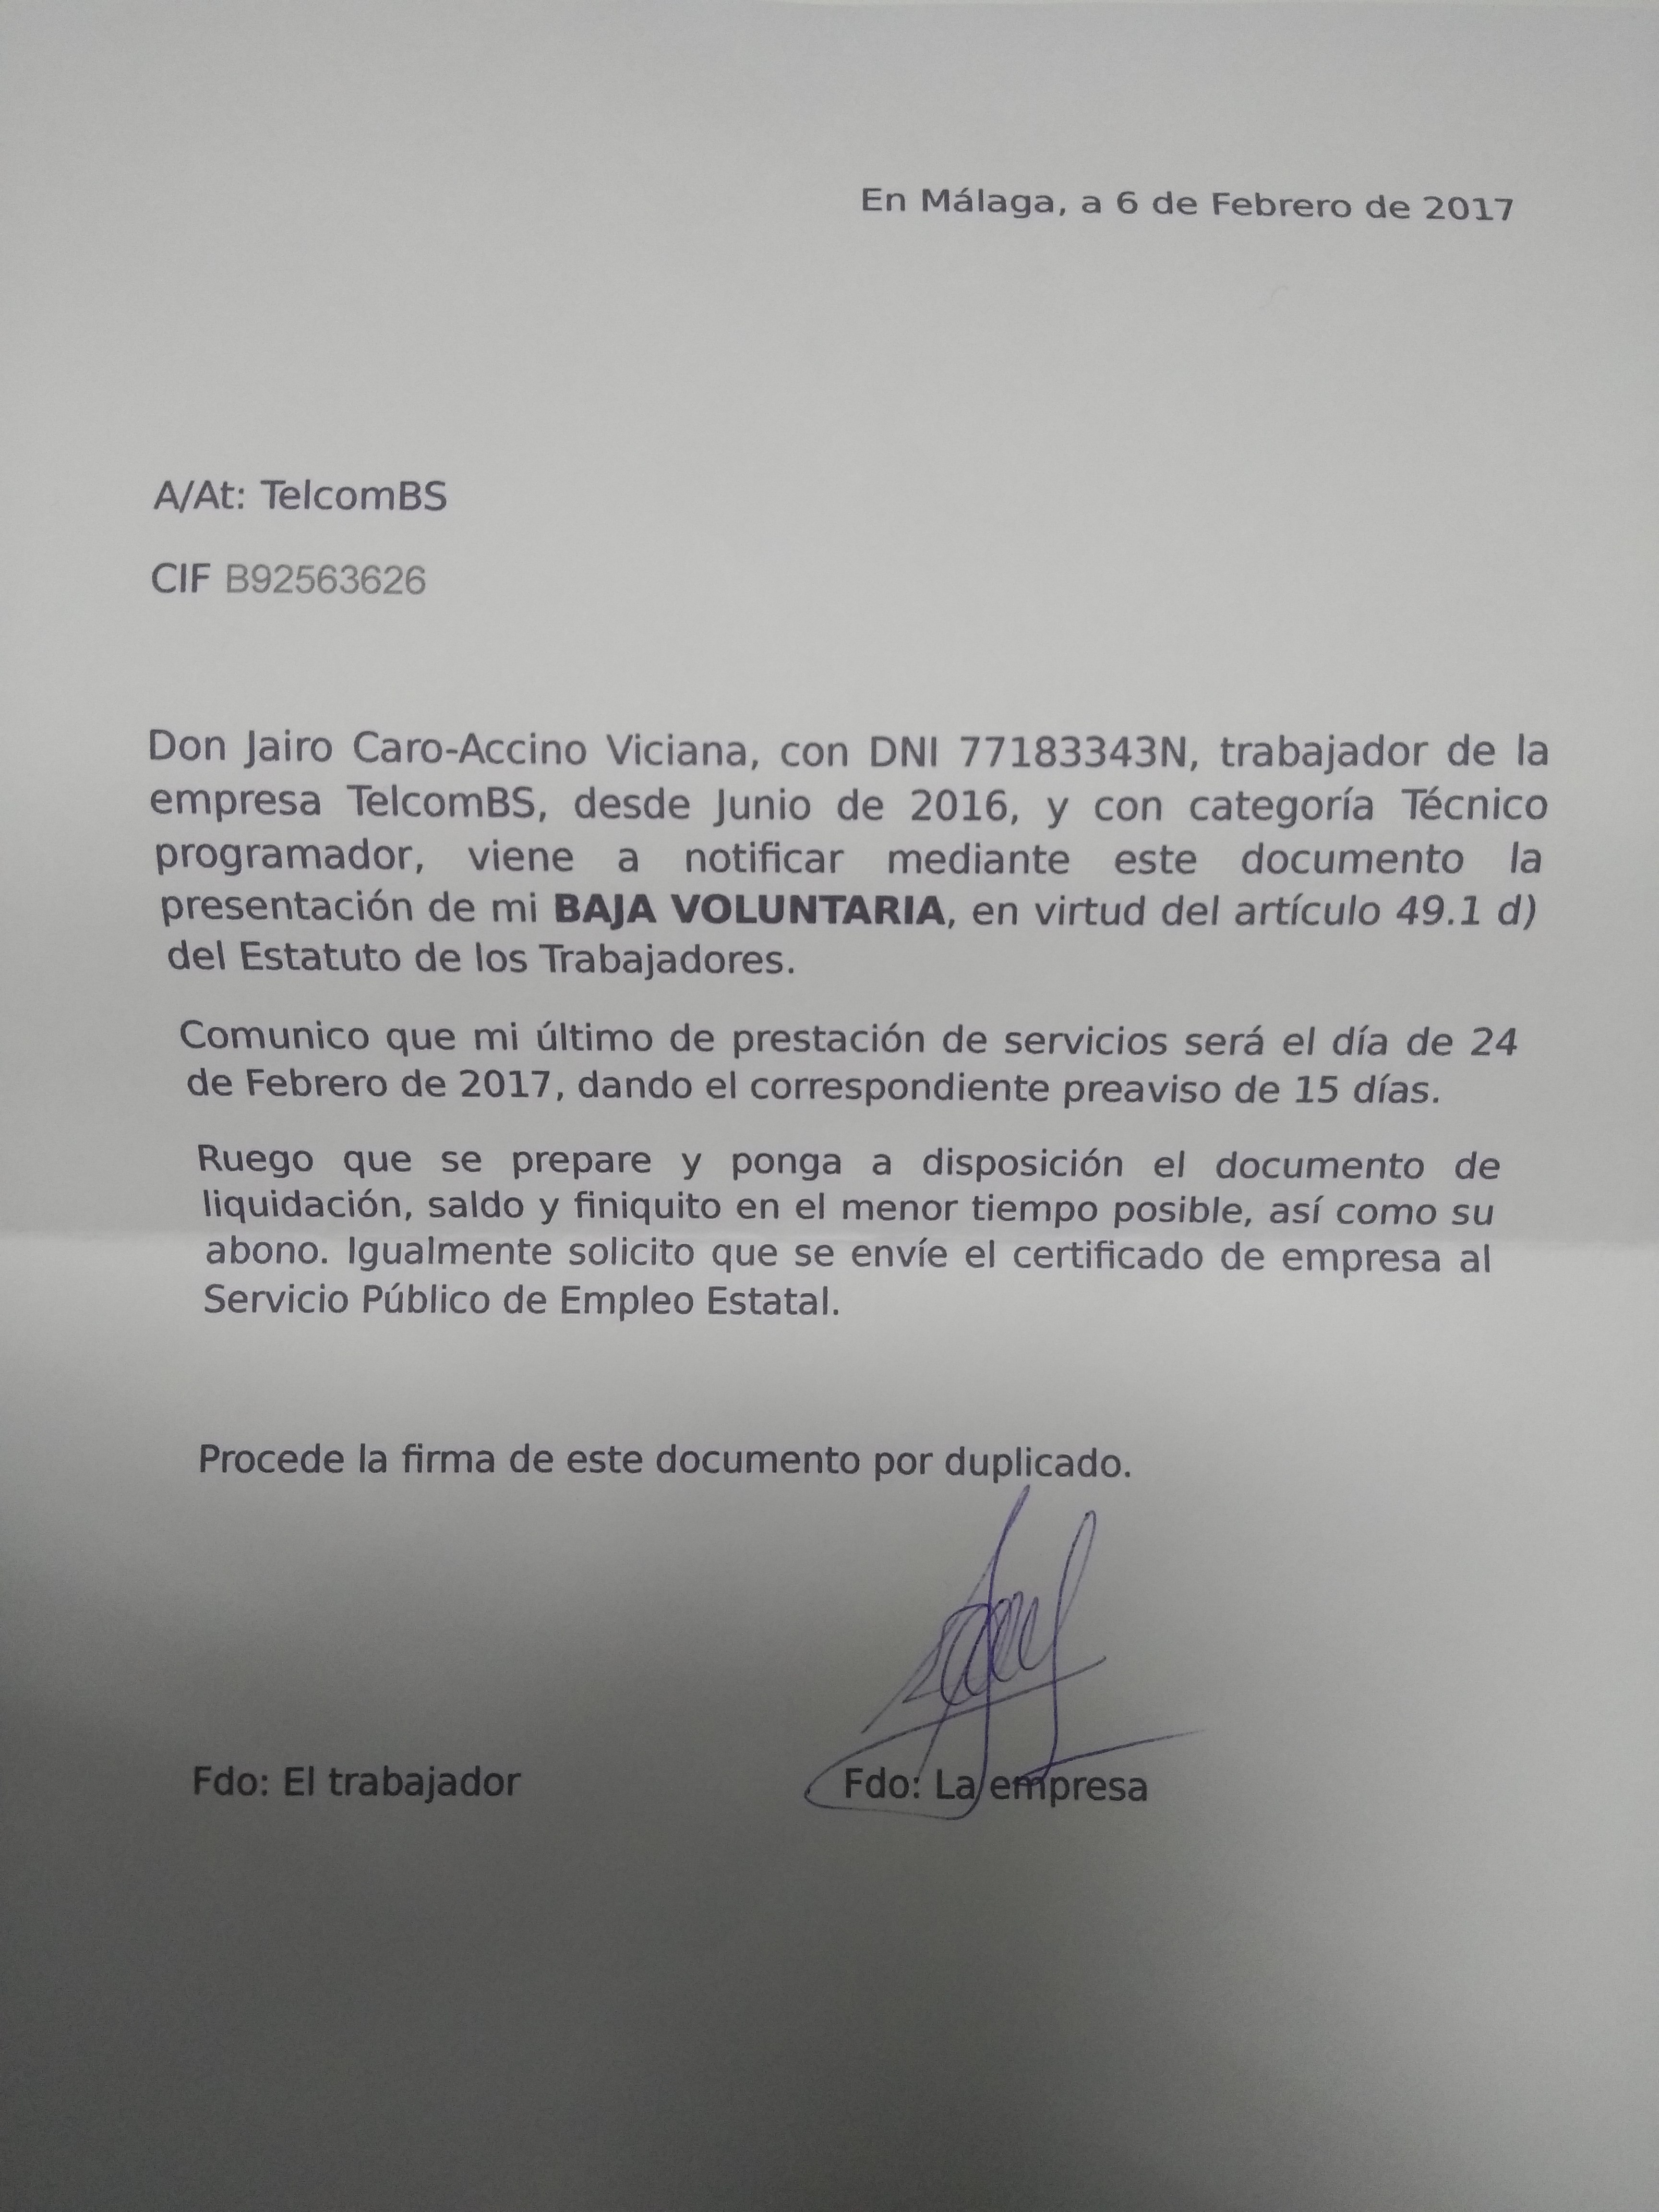 En Málaga, a 6 de Febrero de 2017
A/At: TelcomBS
CIF B92563626
Don Jairo Caro-Accino Viciana, con DNI 77183343N, trabajador de la
empresa TelcomBS, desde Junio de 2016, y con categoría Técnico
programador, viene a notificar mediante este documento la
presentación de mi BAJA VOLUNTARIA, en virtud del artículo 49.1 d)
del Estatuto de los Trabajadores.
Comunico que mi último de prestación de servicios será el día de 24
de Febrero de 2017, dando el correspondiente preaviso de 15 días.
Ruego que se prepare y ponga a disposición el documento de
liquidación, saldo y finiquito en el menor tiempo posible, así como su
abono. Igualmente solicito que se envíe el certificado de empresa al
Servicio Público de Empleo Estatal.
Procede la firma de este documento por duplicado.
Fdo: El trabajador
Fdo: La empresa